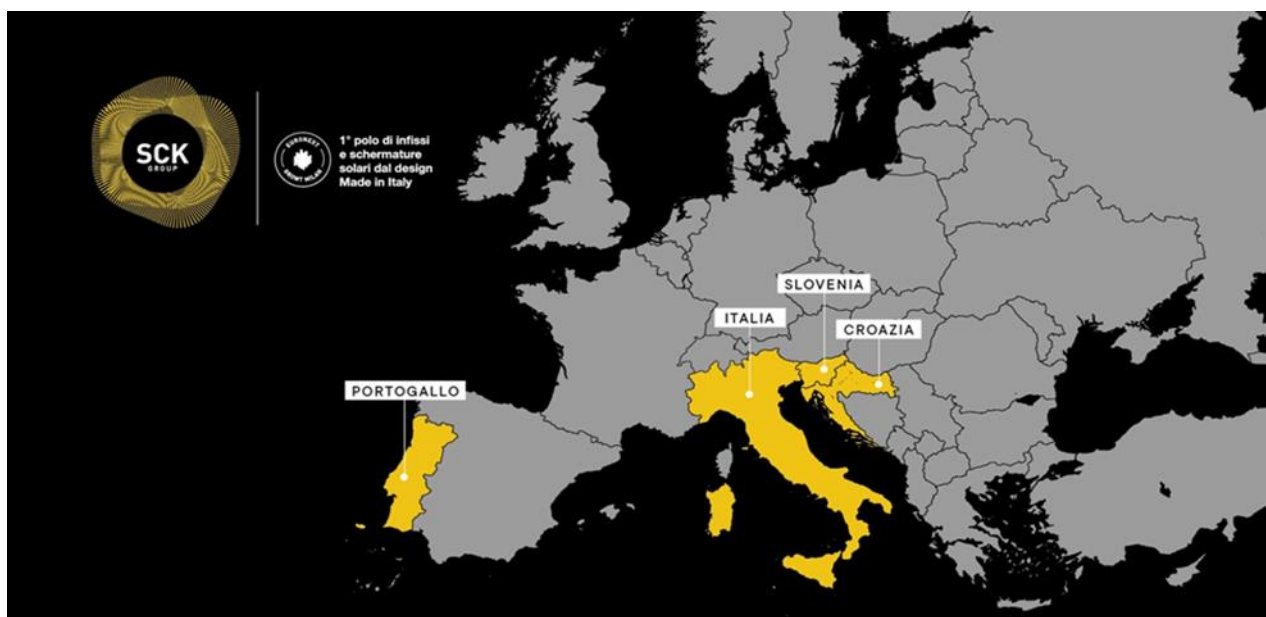 SCK
GROUP
EURONEXT
GROWTH MILAN
1° polo di infissi
e schermature
solari dal design
Made in Italy
SLOVENIA
ITALIA
CROAZIA
PORTOGALLO